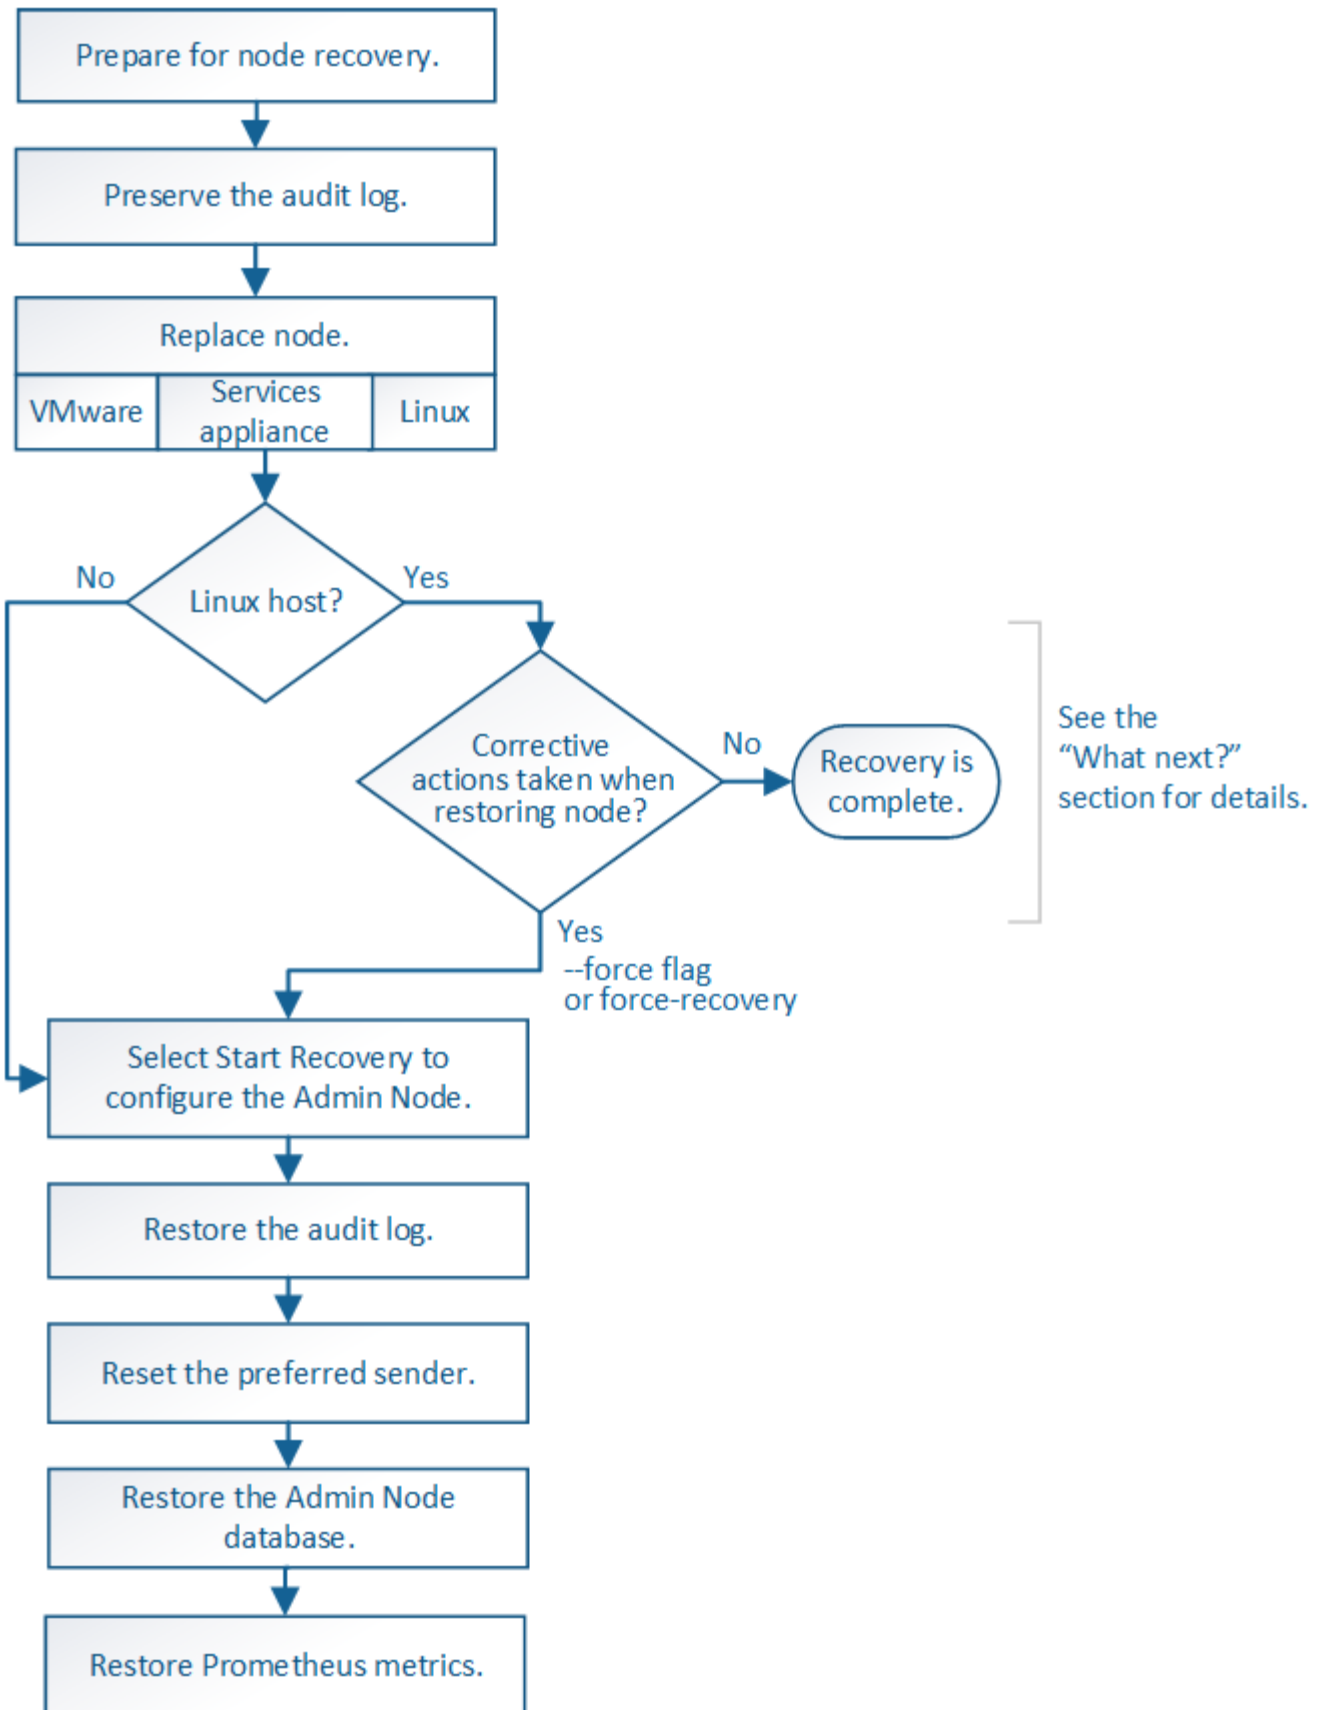 Prepare for node recovery.
Preserve the audit log.
Replace node.
VMware
Services
appliance
Linux
Linux host?
No
Yes
Corrective
actions taken when
restoring node?
No
Recovery is
complete.
See the
“What next?”
section for details.
Yes
--force flag
or force-recovery
Select Start Recovery to
configure the Admin Node.
Restore the audit log.
Reset the preferred sender.
Restore the Admin Node
database.
Restore Prometheus metrics.